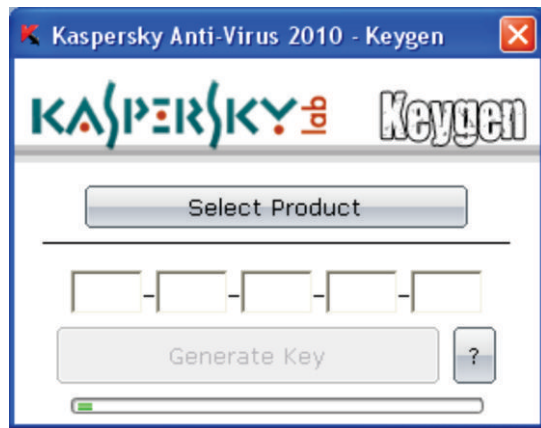 Kaspersky Anti-Virus 2010 - Keygen
KASPERSKY lab Keygen
Select Product
- - - -
Generate Key ?